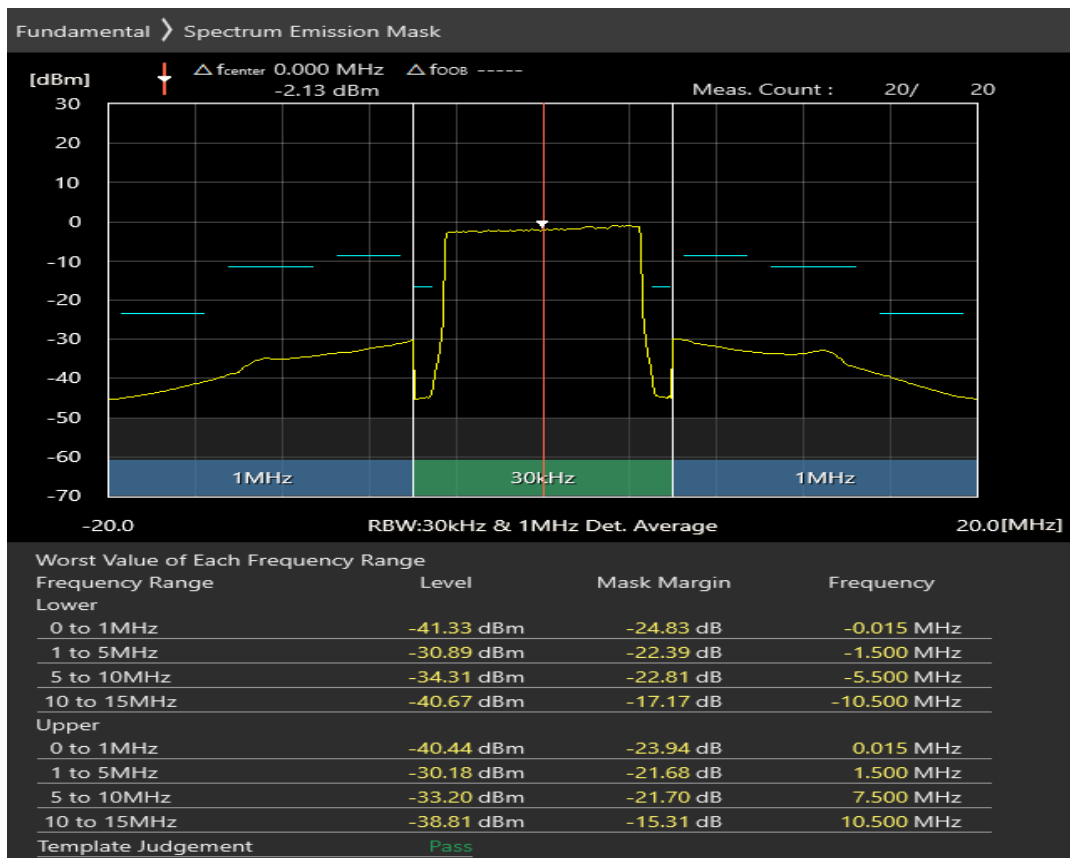 Fundamental ❯ Spectrum Emission Mask
[dBm] △ fcenter 0.000 MHz △ fOOB -----
-2.13 dBm Meas. Count : 20/ 20
30
20
10
0
-10
-20
-30
-40
-50
-60
1MHz 30kHz 1MHz
-70
-20.0 RBW:30kHz & 1MHz Det. Average 20.0[MHz]
Worst Value of Each Frequency Range
Frequency Range Level Mask Margin Frequency
Lower
0 to 1MHz -41.33 dBm -24.83 dB -0.015 MHz
1 to 5MHz -30.89 dBm -22.39 dB -1.500 MHz
5 to 10MHz -34.31 dBm -22.81 dB -5.500 MHz
10 to 15MHz -40.67 dBm -17.17 dB -10.500 MHz
Upper
0 to 1MHz -40.44 dBm -23.94 dB 0.015 MHz
1 to 5MHz -30.18 dBm -21.68 dB 1.500 MHz
5 to 10MHz -33.20 dBm -21.70 dB 7.500 MHz
10 to 15MHz -38.81 dBm -15.31 dB 10.500 MHz
Template Judgement Pass